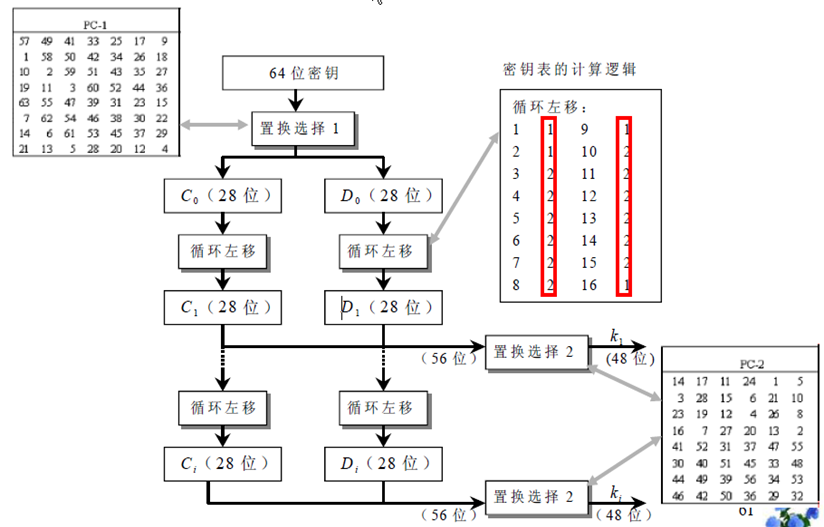 PC-1
57 49 41 33 25 17 9
1 58 50 42 34 26 18
10 2 59 51 43 35 27
19 11 3 60 52 44 36
63 55 47 39 31 23 15
7 62 54 46 38 30 22
14 6 61 53 45 37 29
21 13 5 28 20 12 4
64位密钥
置换选择1
密钥表的计算逻辑
循环左移：
1 1 9 1
2 1 10 2
3 2 11 2
4 2 12 2
5 2 13 2
6 2 14 2
7 2 15 2
8 2 16 1
C0（28位） D0（28位）
循环左移 循环左移
C1（28位） D1（28位）
（56位） 置换选择2 k1
(48位)
循环左移 循环左移
Ci（28位） Di（28位）
（56位） 置换选择2 ki
(48位)
PC-2
14 17 11 24 1 5
3 28 15 6 21 10
23 19 12 4 26 8
16 7 27 20 13 2
41 52 31 37 47 55
30 40 51 45 33 48
44 49 39 56 34 53
46 42 50 36 29 32
61